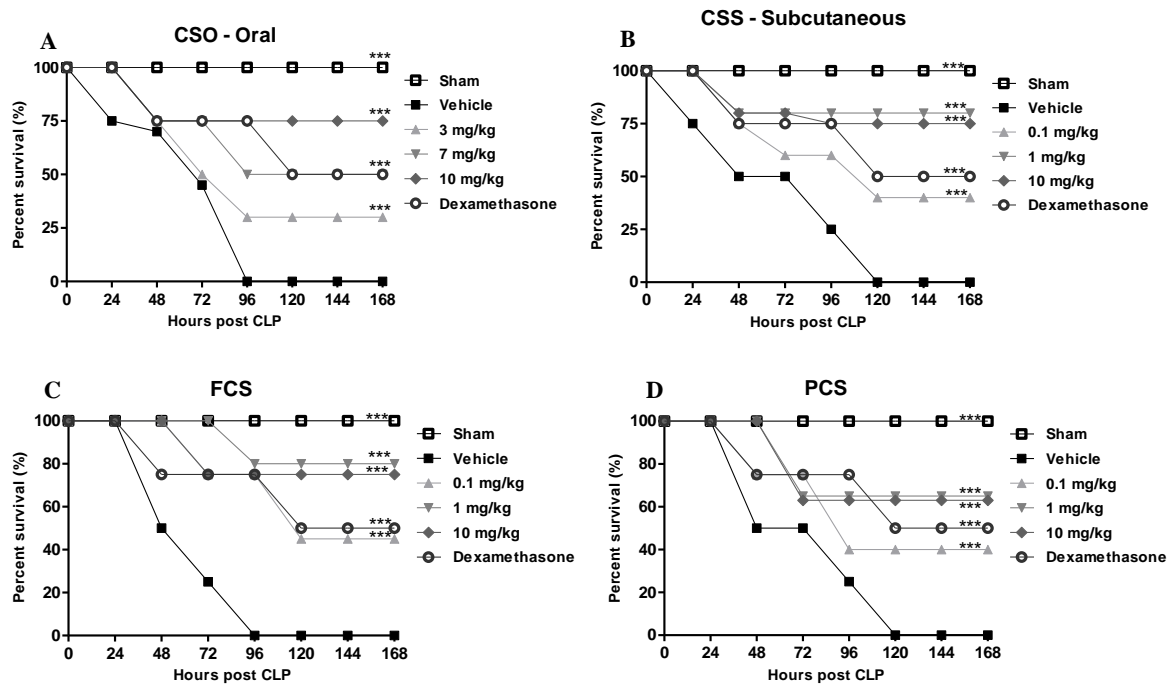 A
CSO - Oral
Percent survival (%)
100
75
50
25
0
0 24 48 72 96 120 144 168
Hours post CLP
***
***
***
***
Sham
Vehicle
3 mg/kg
7 mg/kg
10 mg/kg
Dexamethasone
B
CSS - Subcutaneous
Percent survival (%)
100
75
50
25
0
0 24 48 72 96 120 144 168
Hours post CLP
***
***
***
***
***
Sham
Vehicle
0.1 mg/kg
1 mg/kg
10 mg/kg
Dexamethasone
C
FCS
Percent survival (%)
100
80
60
40
20
0
0 24 48 72 96 120 144 168
Hours post CLP
***
***
***
***
***
Sham
Vehicle
0.1 mg/kg
1 mg/kg
10 mg/kg
Dexamethasone
D
PCS
Percent survival (%)
100
80
60
40
20
0
0 24 48 72 96 120 144 168
Hours post CLP
***
***
***
***
***
Sham
Vehicle
0.1 mg/kg
1 mg/kg
10 mg/kg
Dexamethasone